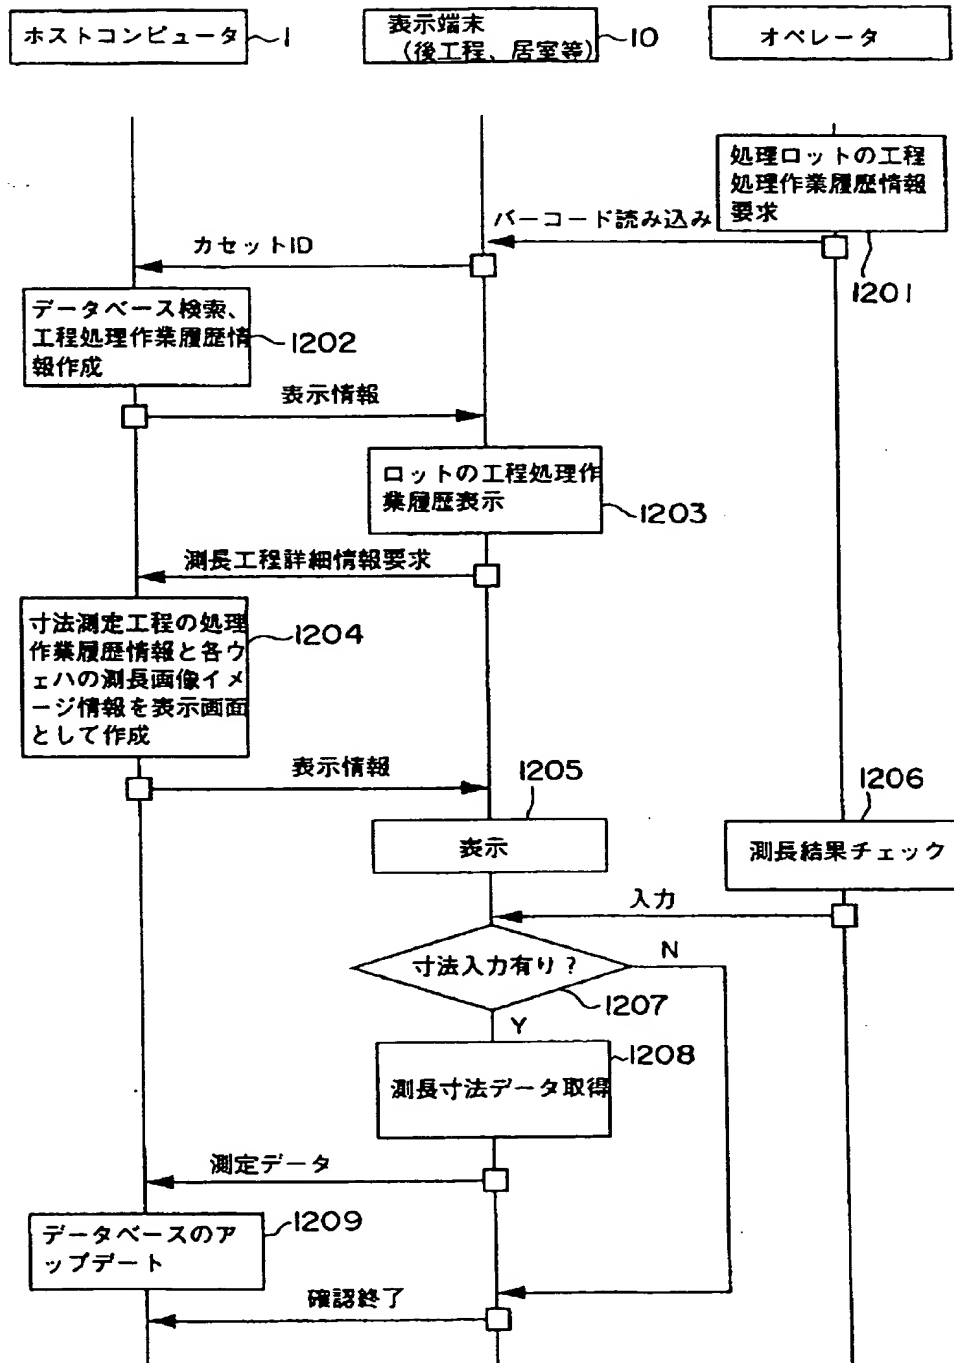 ホストコンピュータ
1
表示端末
(後工程、居室等)
10
オペレータ
処理ロットの工程
処理作業履歴情報
要求
1201
バーコード読み込み
カセットID
データベース検索、
工程処理作業履歴情
報作成
1202
表示情報
ロットの工程処理作
業履歴表示
1203
測長工程詳細情報要求
寸法測定工程の処理
作業履歴情報と各ウ
ェハの測長画像イメ
ージ情報を表示画面
として作成
1204
表示情報
1205
表示
1206
測長結果チェック
入力
寸法入力有り?
N
1207
Y
1208
測長寸法データ取得
測定データ
データベースのア
ップデート
1209
確認終了